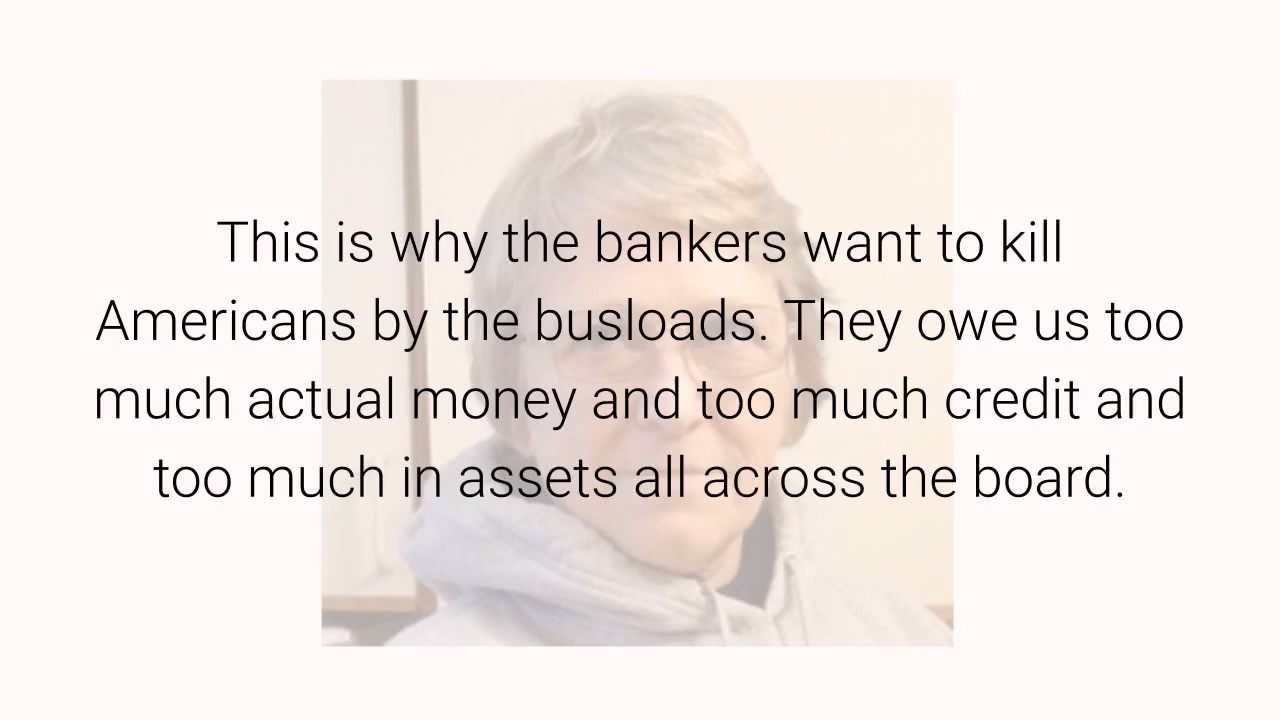 This is why the bankers want to kill
Americans by the busloads. They owe us too
much actual money and too much credit and
too much in assets all across the board.